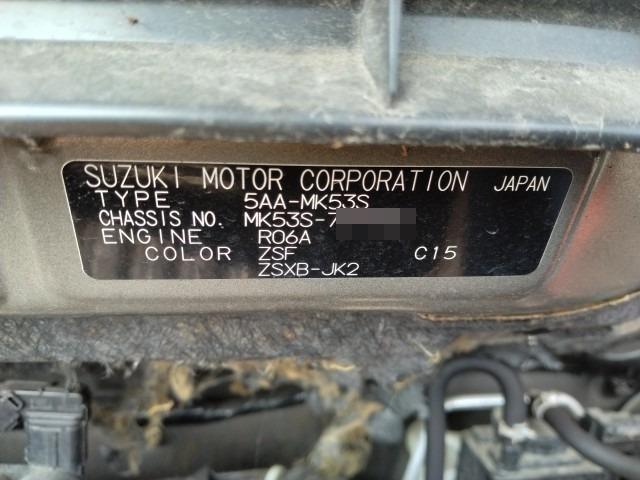 SUZUKI MOTOR CORPORATION JAPAN
TYPE 5AA-MK53S
CHASSIS NO. MK53S-7
ENGINE R06A
COLOR ZSF C15
ZSXB-JK2